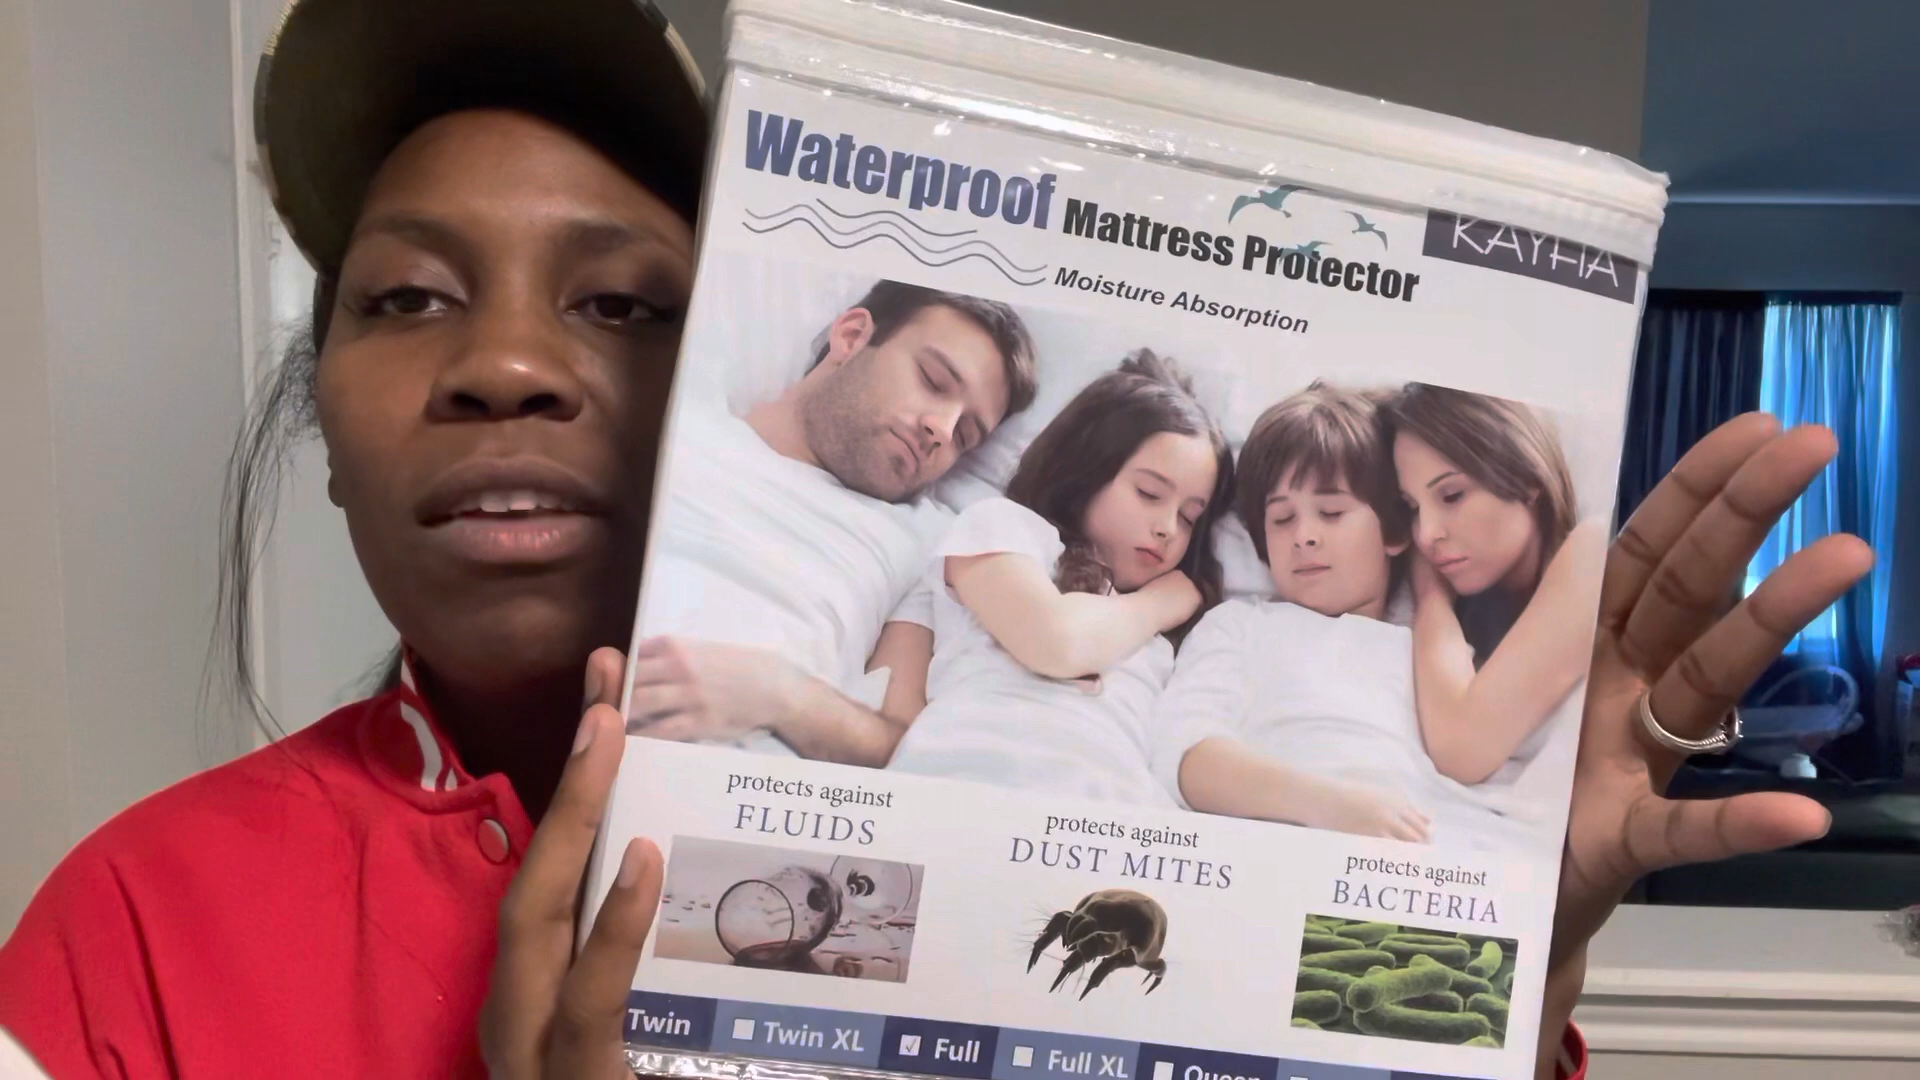 Waterproof Mattress Protector
KAYHA
Moisture Absorption
protects against
FLUIDS
protects against
DUST MITES
protects against
BACTERIA
Twin
Twin XL
Full
Full XL
Queen